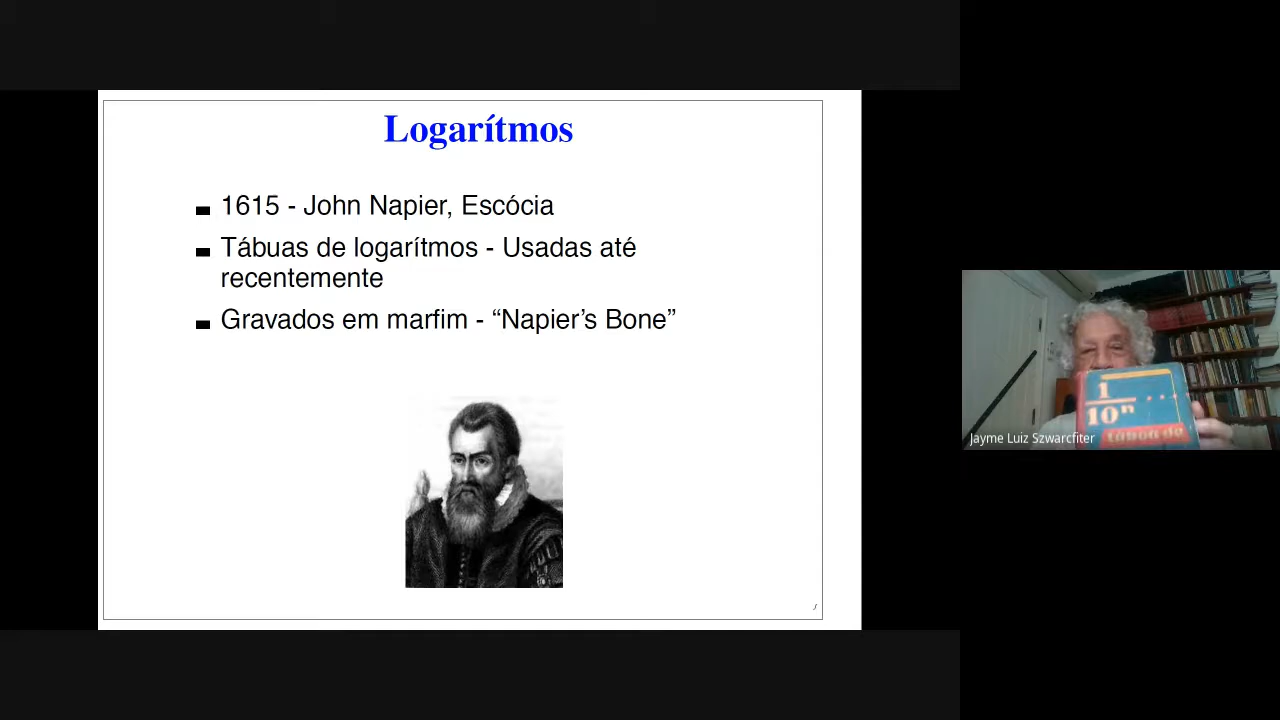 Logarítmos
1615 - John Napier, Escócia
Tábuas de logarítmos - Usadas até
recentemente
Gravados em marfim - “Napier’s Bone”
1
10ⁿ
...
tábua de
Jayme Luiz Szwarcfiter